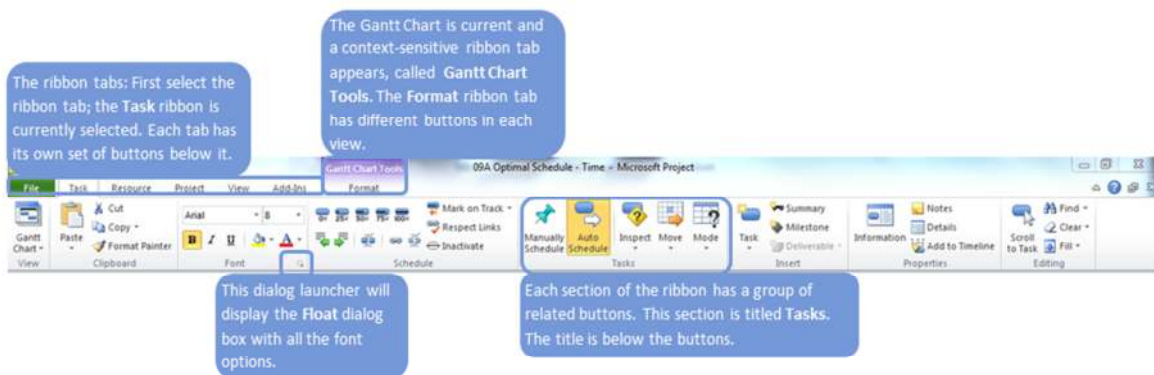 The Gantt Chart is current and
a context-sensitive ribbon tab
appears, called Gantt Chart
Tools. The Format ribbon tab
has different buttons in each
view.
The ribbon tabs: First select the
ribbon tab; the Task ribbon is
currently selected. Each tab has
its own set of buttons below it.
Gantt Chart Tools
09A Optimal Schedule - Time - Microsoft Project
File Task Resource Project View Add-Ins Format
Gantt
Chart
View
Paste
Cut
Copy
Format Painter
Clipboard
Arial 8
B I U A
Font
0% 25% 50% 75% 100%
Mark on Track
Respect Links
Inactivate
Schedule
Manually
Schedule
Auto
Schedule
Inspect
Move
Mode
Tasks
Task
Summary
Milestone
Deliverable
Insert
Information
Notes
Details
Add to Timeline
Properties
Scroll
to Task
Find
Clear
Fill
Editing
This dialog launcher will
display the Float dialog
box with all the font
options.
Each section of the ribbon has a group of
related buttons. This section is titled Tasks.
The title is below the buttons.